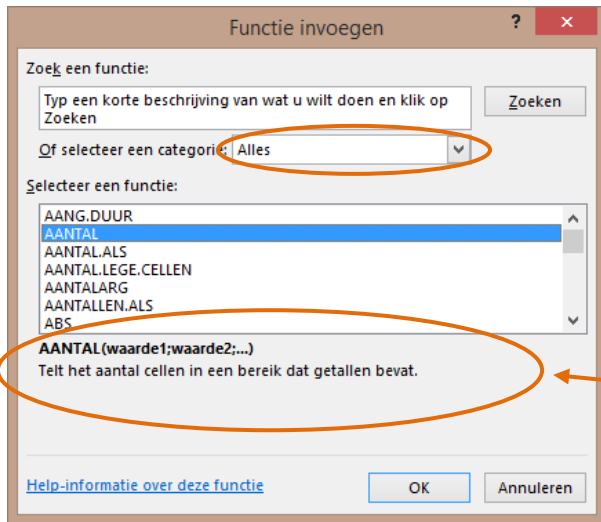 Functie invoegen
?
×
Zoek een functie:
Typ een korte beschrijving van wat u wilt doen en klik op
Zoeken
Zoeken
Of selecteer een categorie:
Alles
Selecteer een functie:
AANG.DUUR
AANTAL
AANTAL.ALS
AANTAL.LEGE.CELLEN
AANTALARG
AANTALLEN.ALS
ABS
AANTAL(waarde1;waarde2;...)
Telt het aantal cellen in een bereik dat getallen bevat.
Help-informatie over deze functie
OK
Annuleren